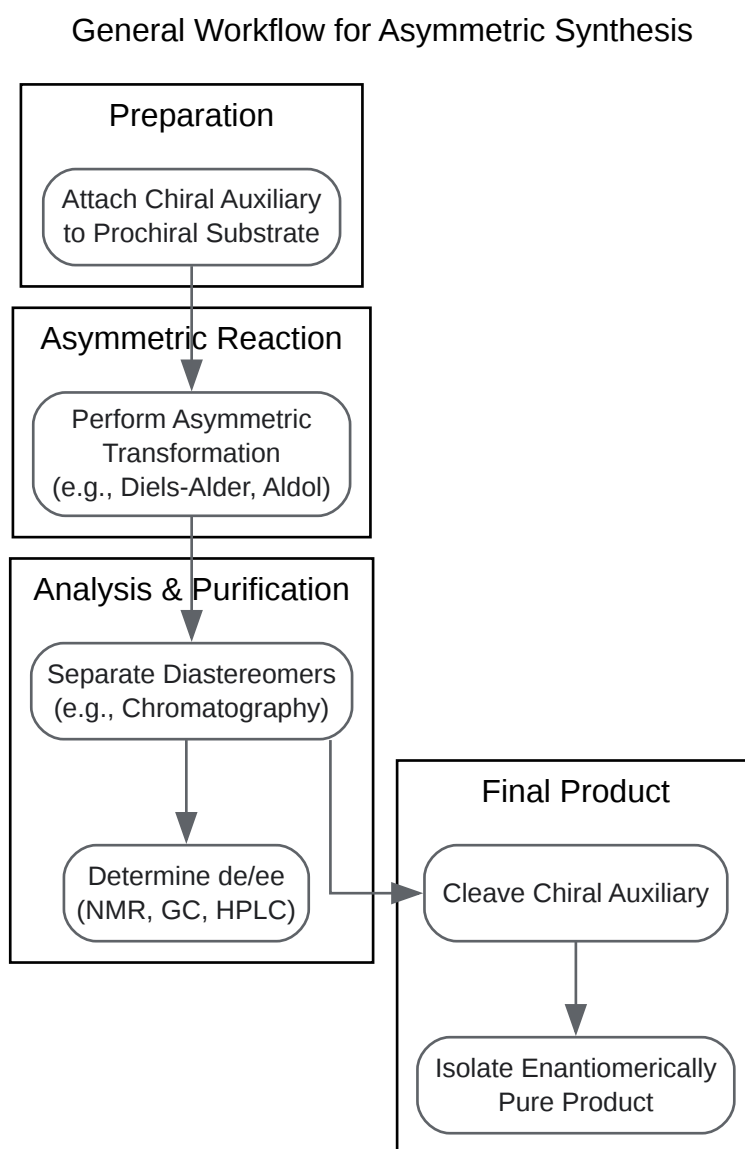 General Workflow for Asymmetric Synthesis
Preparation
Attach Chiral Auxiliary
to Prochiral Substrate
Asymmetric Reaction
Perform Asymmetric
Transformation
(e.g., Diels-Alder, Aldol)
Analysis & Purification
Separate Diastereomers
(e.g., Chromatography)
Determine de/ee
(NMR, GC, HPLC)
Final Product
Cleave Chiral Auxiliary
Isolate Enantiomerically
Pure Product